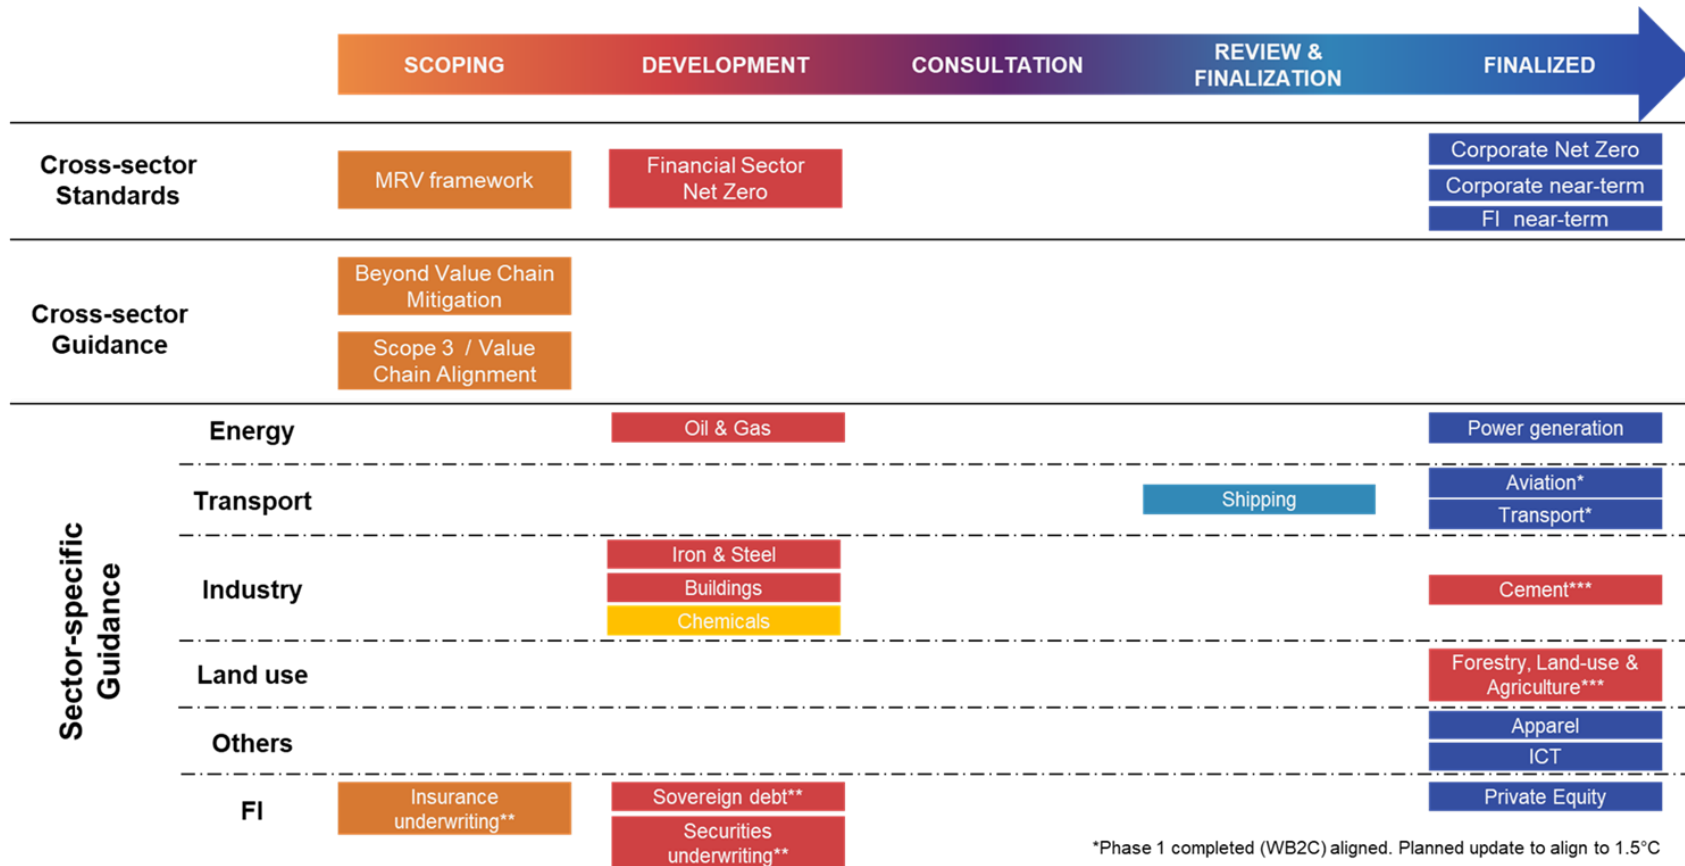 SCOPING
DEVELOPMENT
CONSULTATION
REVIEW &
FINALIZATION
FINALIZED
Cross-sector
Standards
MRV framework
Financial Sector
Net Zero
Corporate Net Zero
Corporate near-term
FI near-term
Cross-sector
Guidance
Beyond Value Chain
Mitigation
Scope 3 / Value
Chain Alignment
Sector-specific
Guidance
Energy
Oil & Gas
Power generation
Transport
Shipping
Aviation*
Transport*
Industry
Iron & Steel
Buildings
Chemicals
Cement***
Land use
Forestry, Land-use &
Agriculture***
Others
Apparel
ICT
FI
Insurance
underwriting**
Sovereign debt**
Securities
underwriting**
Private Equity
*Phase 1 completed (WB2C) aligned. Planned update to align to 1.5°C